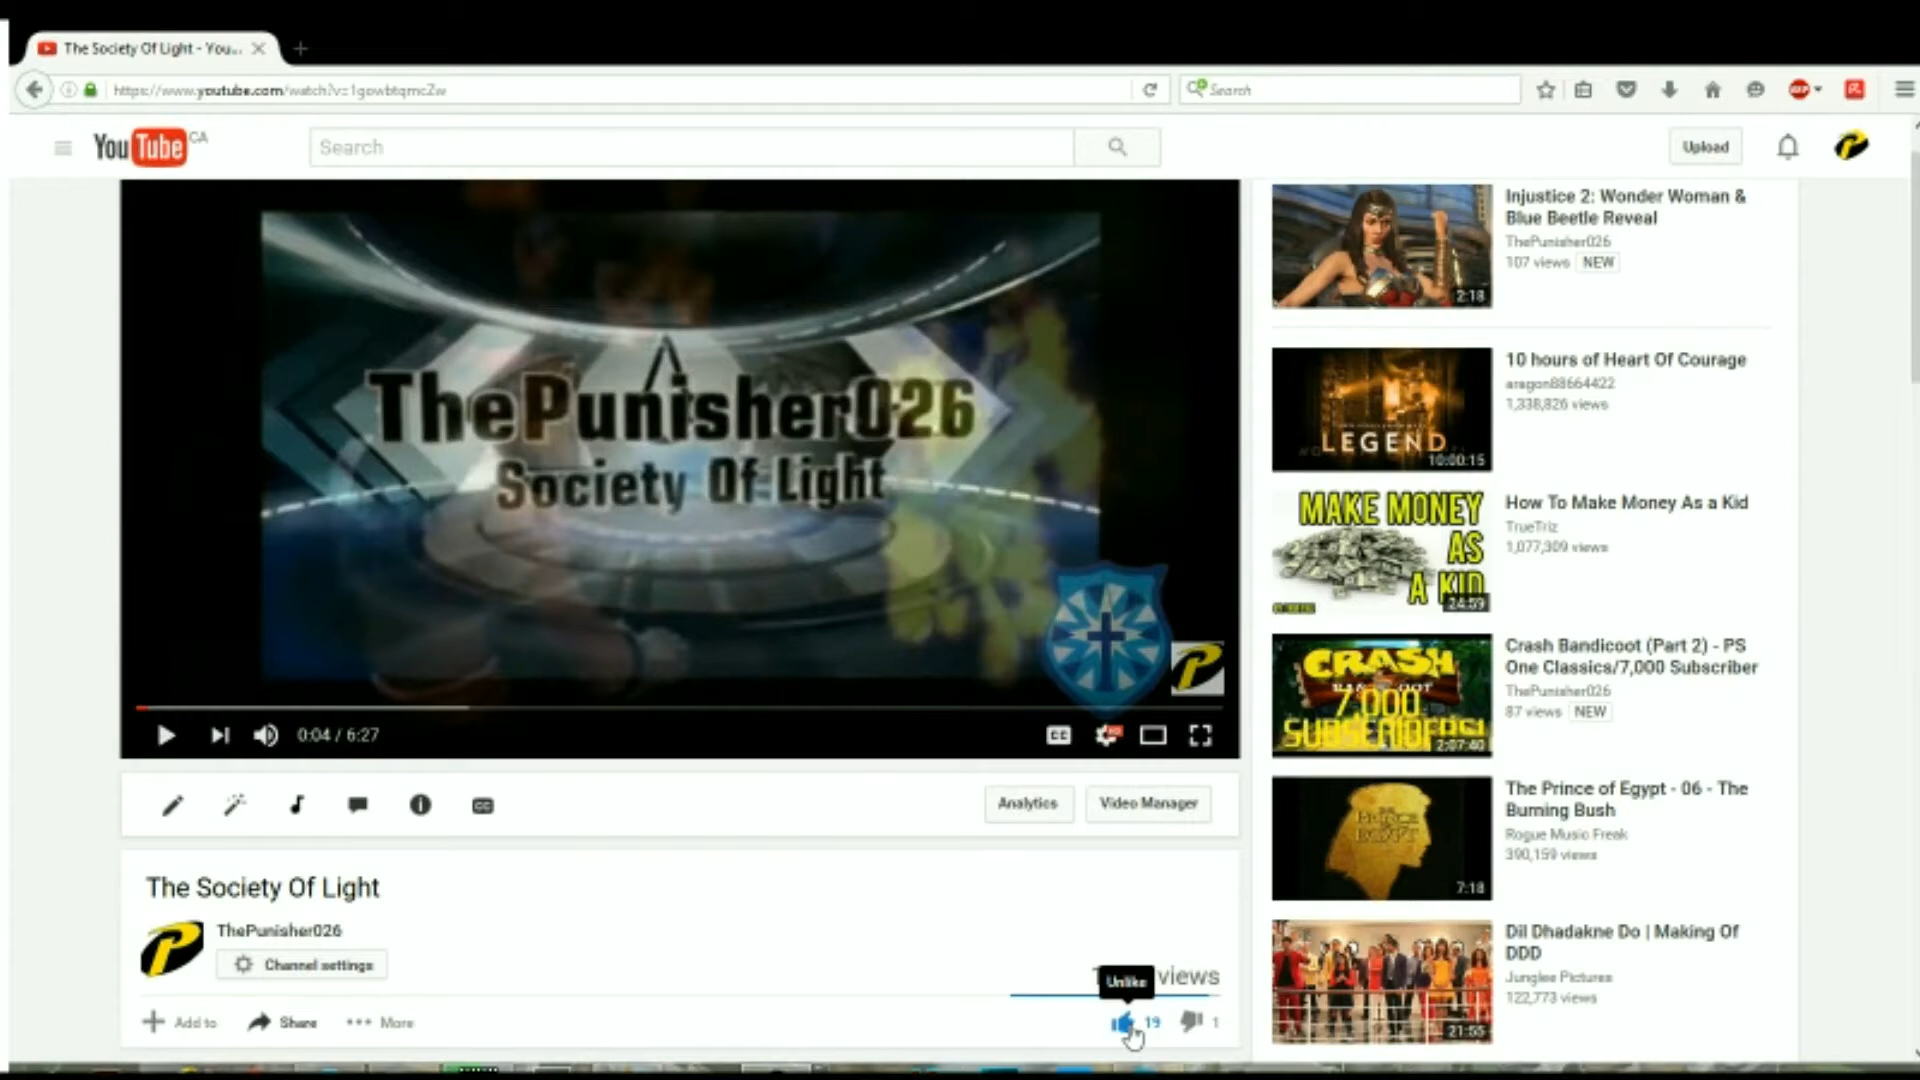 The Society Of Light - You...
https://www.youtube.com/watch?v=1gowbtqmcZw
Search
ABP
YouTube CA
Search
Upload
ThePunisher026
Society Of Light
0:04 / 6:27
CC
HD
Analytics
Video Manager
The Society Of Light
ThePunisher026
Channel settings
views
Unlike
Add to
Share
More
19
1
Injustice 2: Wonder Woman &
Blue Beetle Reveal
ThePunisher026
107 views NEW
2:18
10 hours of Heart Of Courage
aragon88664422
1,338,826 views
LEGEND
10:00:15
How To Make Money As a Kid
TrueTriz
1,077,309 views
MAKE MONEY
AS
A KID
24:59
Crash Bandicoot (Part 2) - PS
One Classics/7,000 Subscriber
ThePunisher026
87 views NEW
CRASH
7,000
2:07:40
The Prince of Egypt - 06 - The
Burning Bush
Rogue Music Freak
390,159 views
7:18
Dil Dhadakne Do | Making Of
DDD
Junglee Pictures
122,773 views
21:55